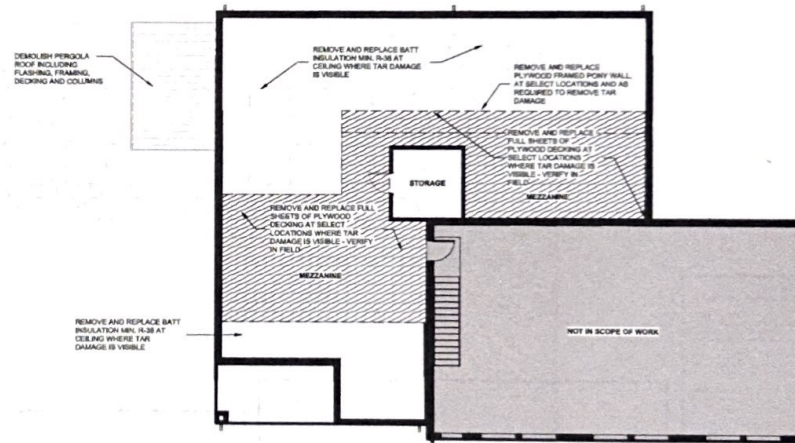 DEMOLISH PERGOLA
ROOF INCLUDING
FLASHING, FRAMING,
DECKING AND COLUMNS
REMOVE AND REPLACE BATT
INSULATION MIN. R-38 AT
CEILING WHERE TAR DAMAGE
IS VISIBLE
REMOVE AND REPLACE
PLYWOOD FRAMED PONY WALL
AT SELECT LOCATIONS AND AS
REQUIRED TO REMOVE TAR
DAMAGE
REMOVE AND REPLACE
FULL SHEETS OF
PLYWOOD DECKING AT
SELECT LOCATIONS
WHERE TAR DAMAGE IS
VISIBLE - VERIFY IN
FIELD
MEZZANINE
STORAGE
REMOVE AND REPLACE FULL
SHEETS OF PLYWOOD
DECKING AT SELECT
LOCATIONS WHERE TAR
DAMAGE IS VISIBLE - VERIFY
IN FIELD
MEZZANINE
REMOVE AND REPLACE BATT
INSULATION MIN. R-38 AT
CEILING WHERE TAR
DAMAGE IS VISIBLE
NOT IN SCOPE OF WORK